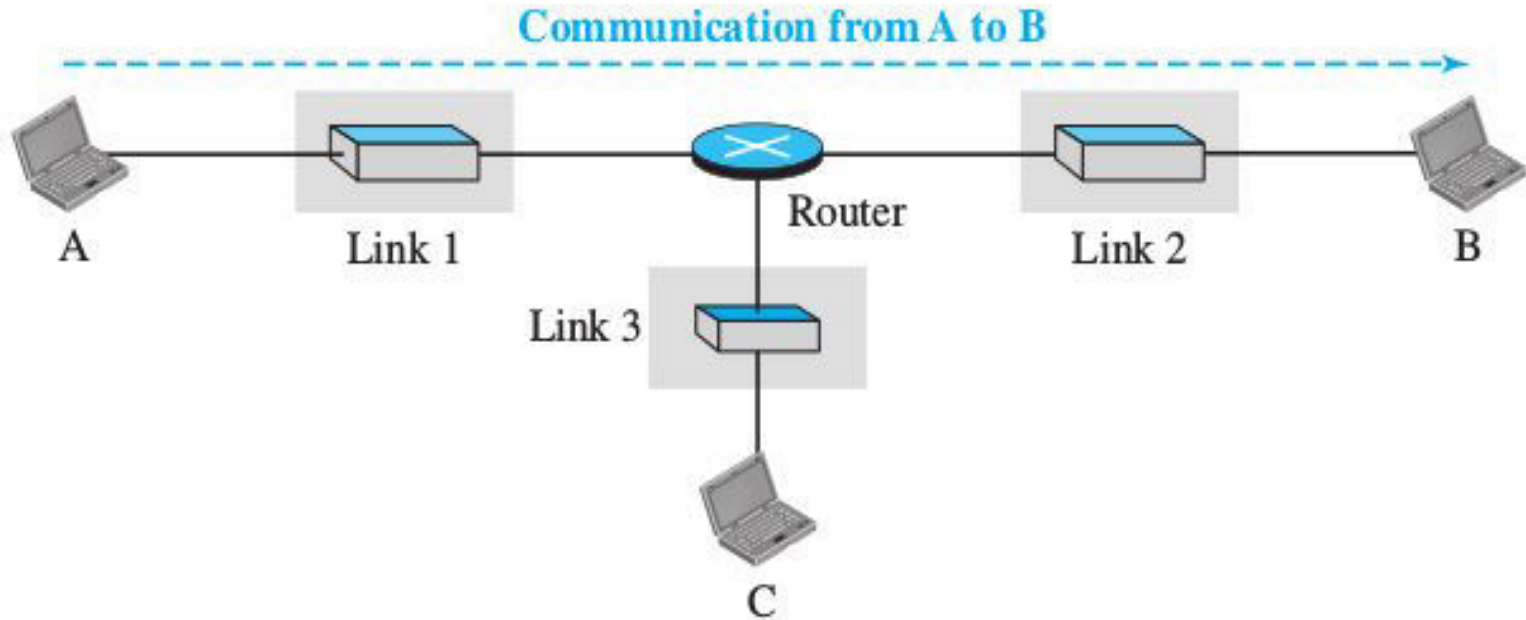 Communication from A to B
A
Link 1
Router
Link 2
B
Link 3
C